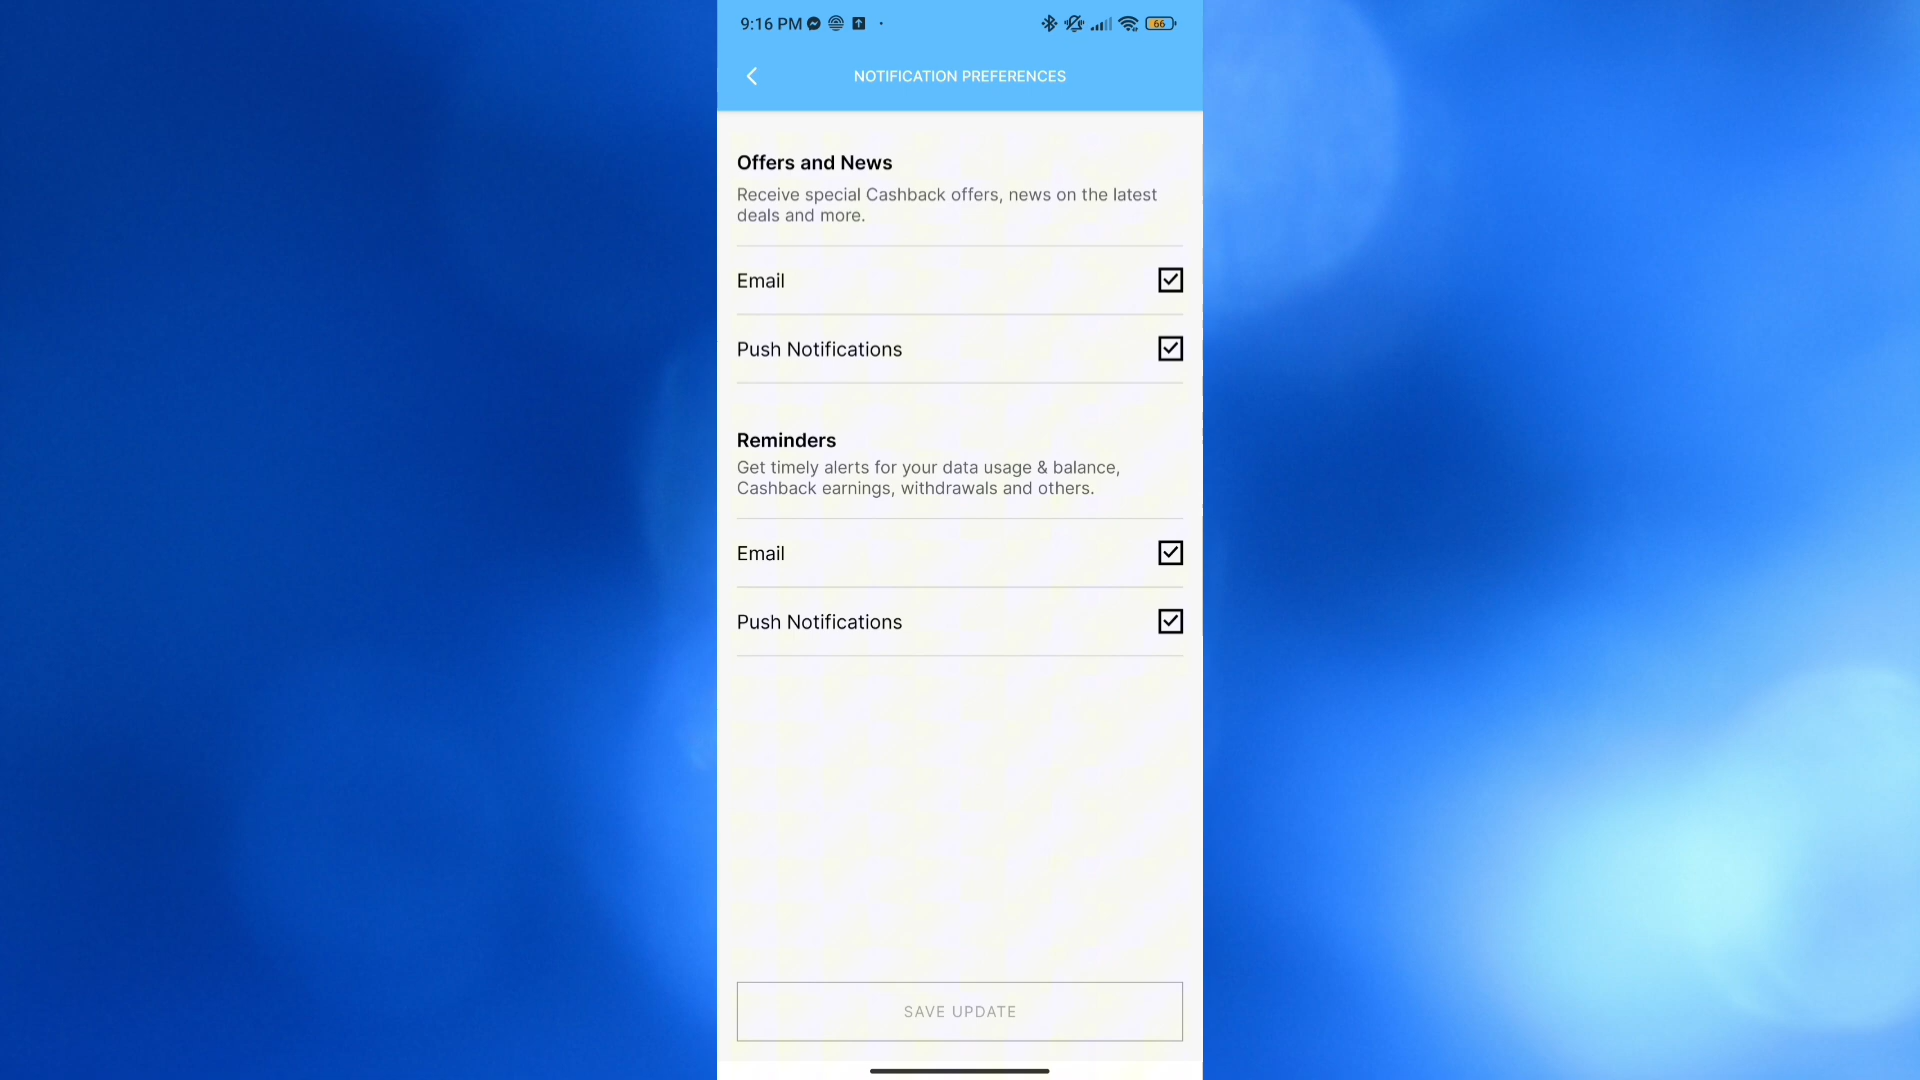 9:16 PM
66
NOTIFICATION PREFERENCES
Offers and News
Receive special Cashback offers, news on the latest
deals and more.
Email
Push Notifications
Reminders
Get timely alerts for your data usage & balance,
Cashback earnings, withdrawals and others.
Email
Push Notifications
SAVE UPDATE